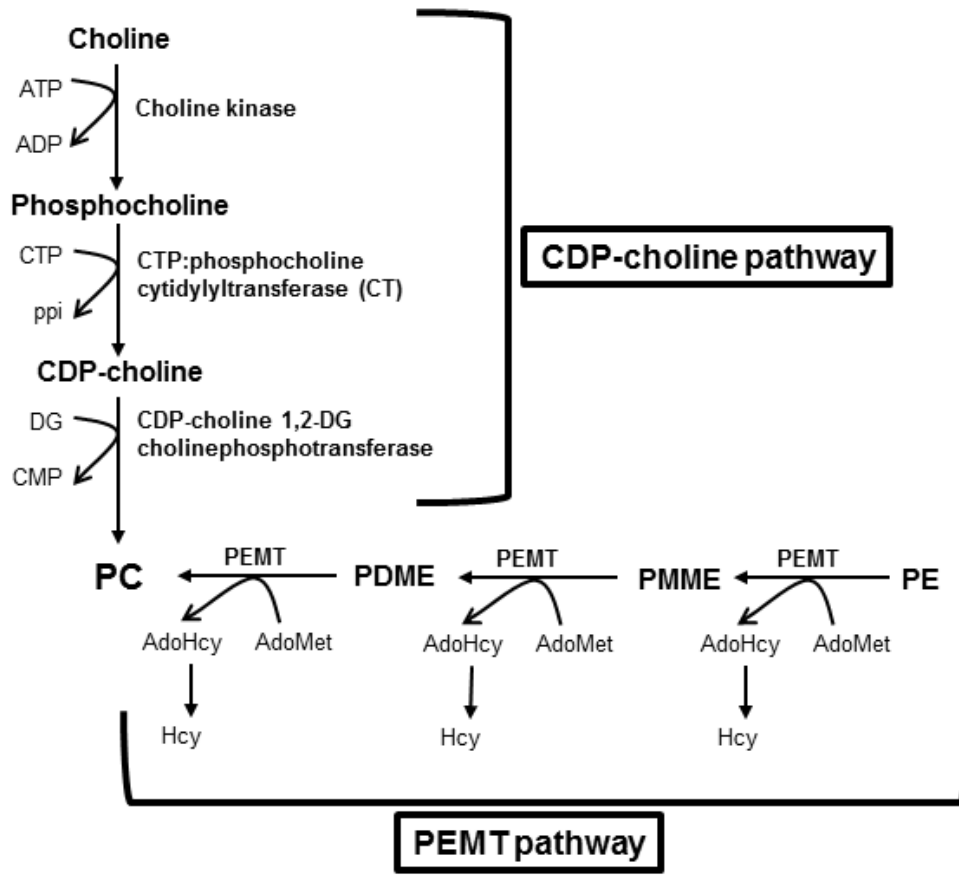 Choline
ATP
Choline kinase
ADP
Phosphocholine
CTP
CTP:phosphocholine
cytidylyltransferase (CT)
ppi
CDP-choline
DG
CDP-choline 1,2-DG
cholinephosphotransferase
CMP
CDP-choline pathway
PC
PEMT
PDME
PEMT
PMME
PEMT
PE
AdoHcy
AdoMet
AdoHcy
AdoMet
AdoHcy
AdoMet
Hcy
Hcy
Hcy
PEMT pathway